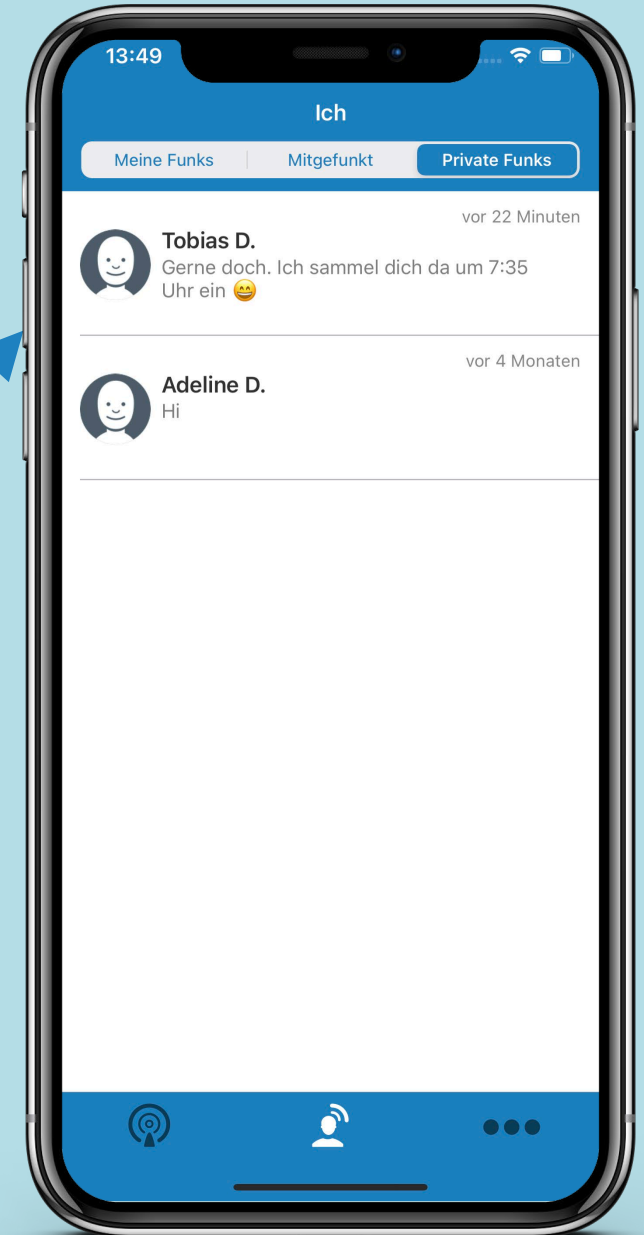 13:49
Ich
Meine Funks Mitgefunkt Private Funks
vor 22 Minuten
Tobias D.
Gerne doch. Ich sammel dich da um 7:35
Uhr ein 😄
vor 4 Monaten
Adeline D.
Hi